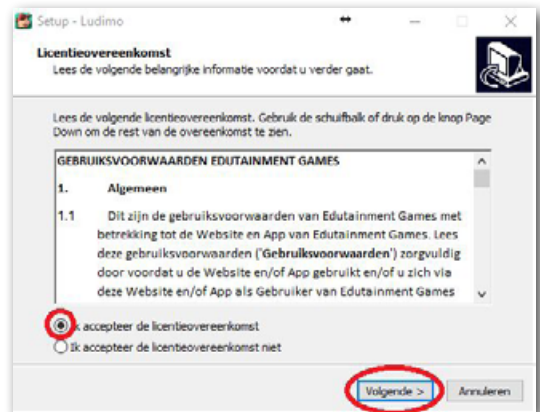 Setup - Ludimo
Licentieovereenkomst
Lees de volgende belangrijke informatie voordat u verder gaat.
Lees de volgende licentieovereenkomst. Gebruik de schuifbalk of druk op de knop Page
Down om de rest van de overeenkomst te zien.
GEBRUIKSVOORWAARDEN EDUTAINMENT GAMES
1. Algemeen
1.1 Dit zijn de gebruiksvoorwaarden van Edutainment Games met
betrekking tot de Website en App van Edutainment Games. Lees
deze gebruiksvoorwaarden ('Gebruiksvoorwaarden') zorgvuldig
door voordat u de Website en/of App gebruikt en/of u zich via
deze Website en/of App als Gebruiker van Edutainment Games
Ik accepteer de licentieovereenkomst
Ik accepteer de licentieovereenkomst niet
Volgende > Annuleren